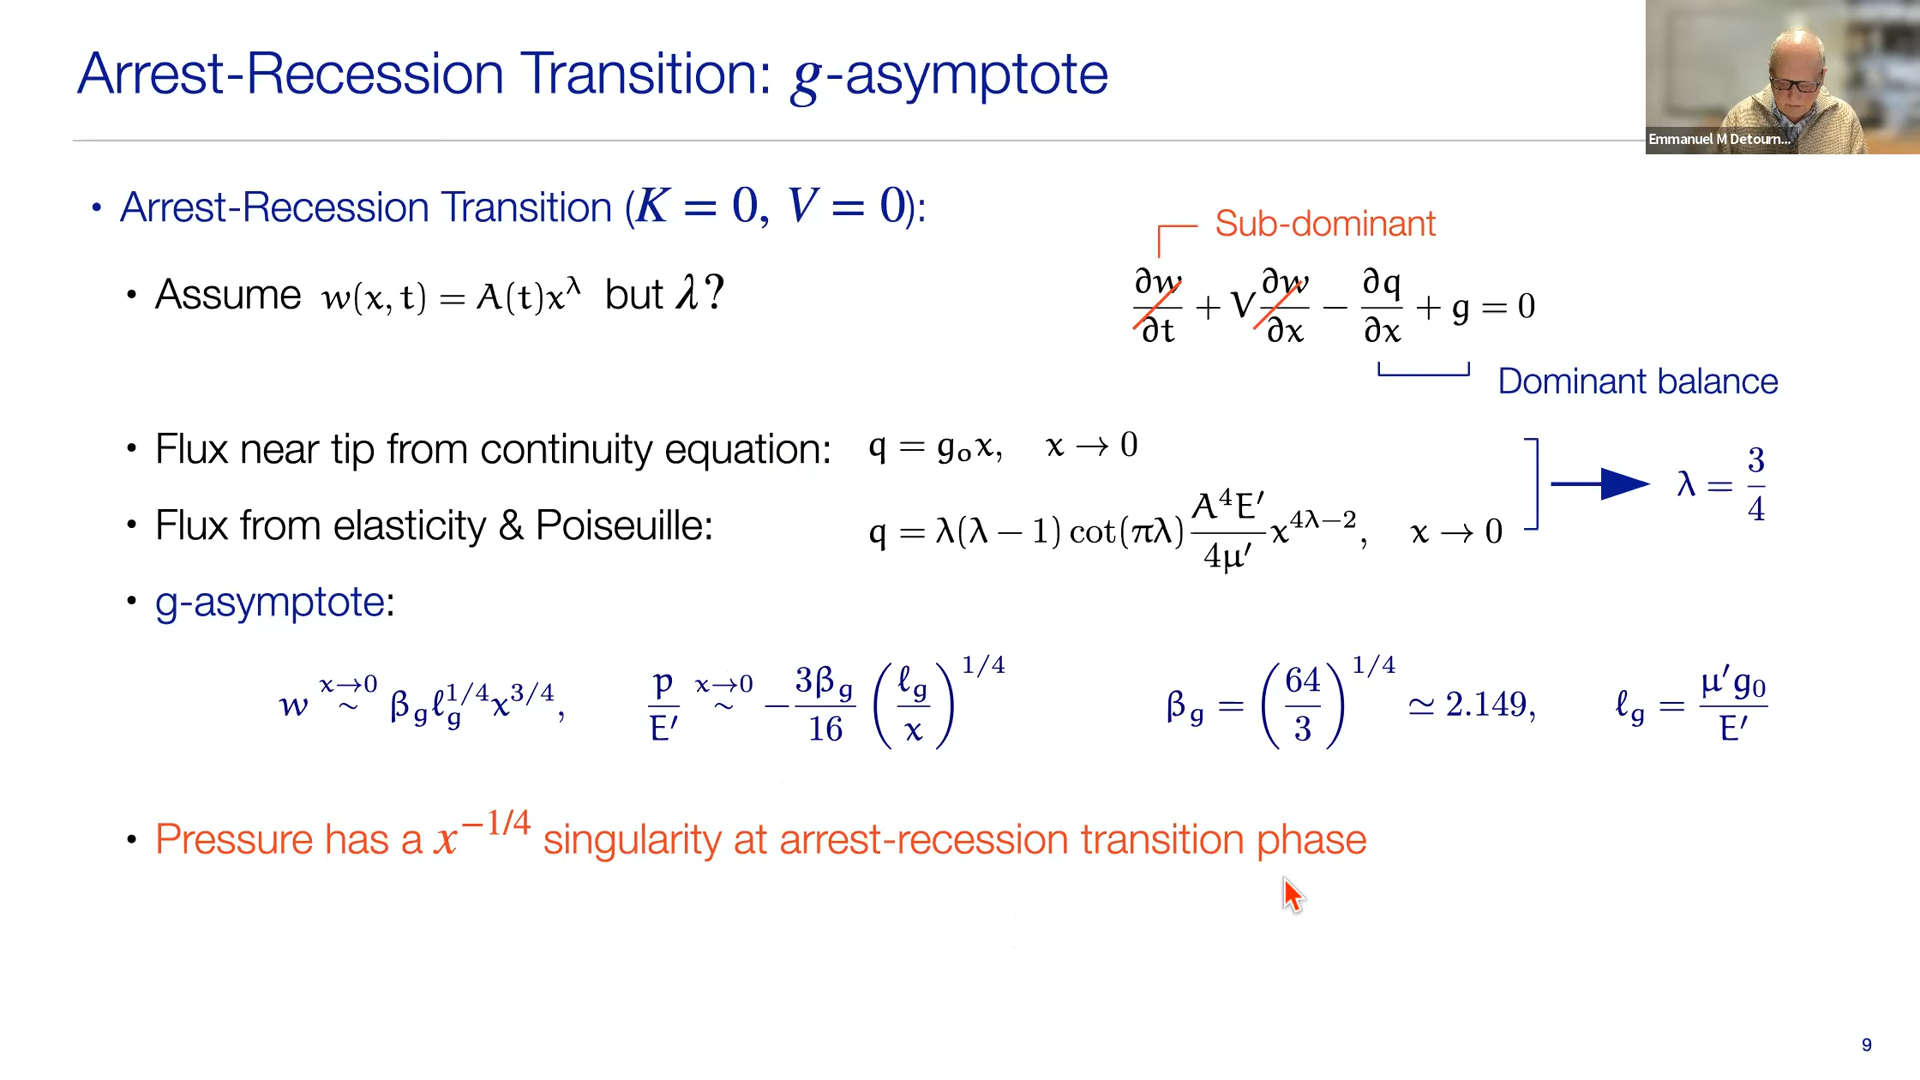 Arrest-Recession Transition: g-asymptote
Emmanuel M Detourn...
• Arrest-Recession Transition (K = 0, V = 0):
Sub-dominant
• Assume w(x, t) = A(t)x^λ but λ?
∂w/∂t + V ∂w/∂x − ∂q/∂x + g = 0
Dominant balance
• Flux near tip from continuity equation: q = g₀x, x → 0
λ = 3/4
• Flux from elasticity & Poiseuille: q = λ(λ − 1) cot(πλ) A⁴E′/4μ′ x^{4λ−2}, x → 0
• g-asymptote:
w ~^{x→0} β_g ℓ_g^{1/4} x^{3/4}, p/E′ ~^{x→0} −3β_g/16 (ℓ_g/x)^{1/4} β_g = (64/3)^{1/4} ≃ 2.149, ℓ_g = μ′g₀/E′
• Pressure has a x^{−1/4} singularity at arrest-recession transition phase
9